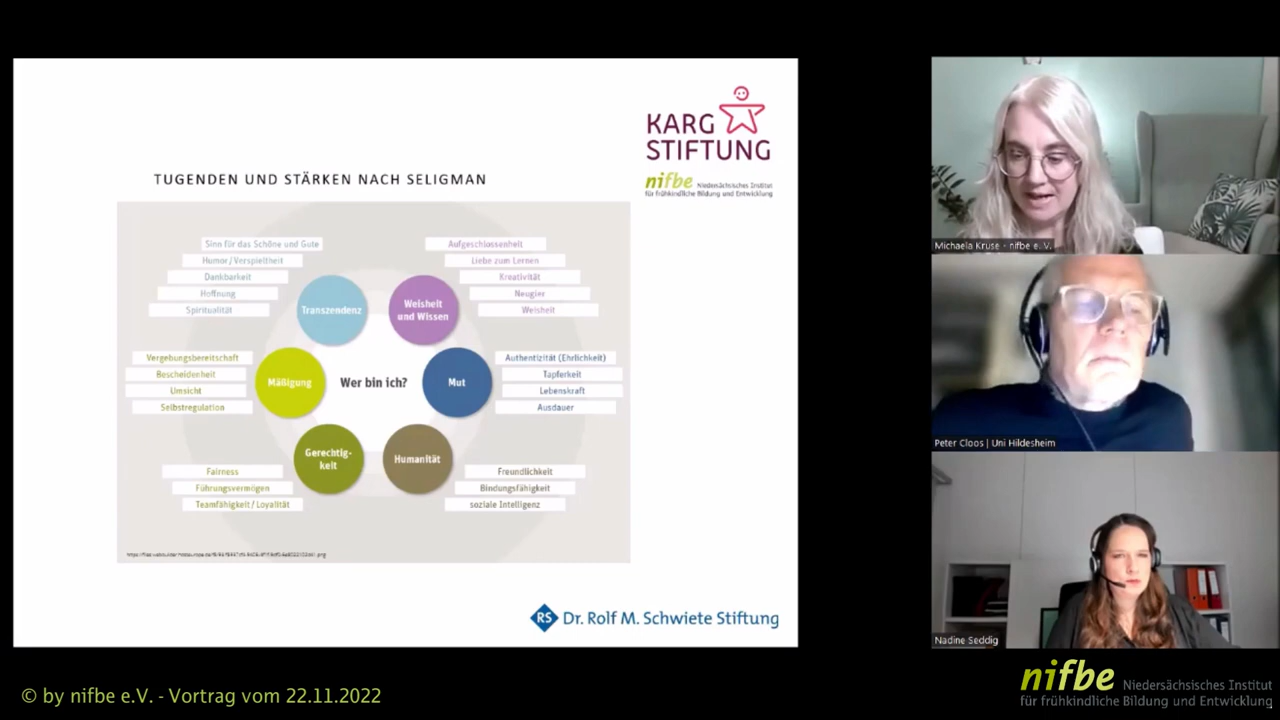 KARG
STIFTUNG
nifbe Niedersächsisches Institut
für frühkindliche Bildung und Entwicklung
TUGENDEN UND STÄRKEN NACH SELIGMAN
Sinn für das Schöne und Gute
Humor/Verspieltheit
Dankbarkeit
Hoffnung
Spiritualität
Transzendenz
Weisheit
und Wissen
Aufgeschlossenheit
Liebe zum Lernen
Kreativität
Neugier
Weisheit
Vergebungsbereitschaft
Bescheidenheit
Umsicht
Selbstregulation
Mäßigung
Wer bin ich?
Mut
Authentizität (Ehrlichkeit)
Tapferkeit
Lebenskraft
Ausdauer
Gerechtig-
keit
Humanität
Fairness
Führungsvermögen
Teamfähigkeit/Loyalität
Freundlichkeit
Bindungsfähigkeit
soziale Intelligenz
RS Dr. Rolf M. Schwiete Stiftung
Michaela Kruse - nifbe e. V.
Peter Cloos | Uni Hildesheim
Nadine Seddig
© by nifbe e.V. - Vortrag vom 22.11.2022
nifbe Niedersächsisches Institut
für frühkindliche Bildung und Entwicklung